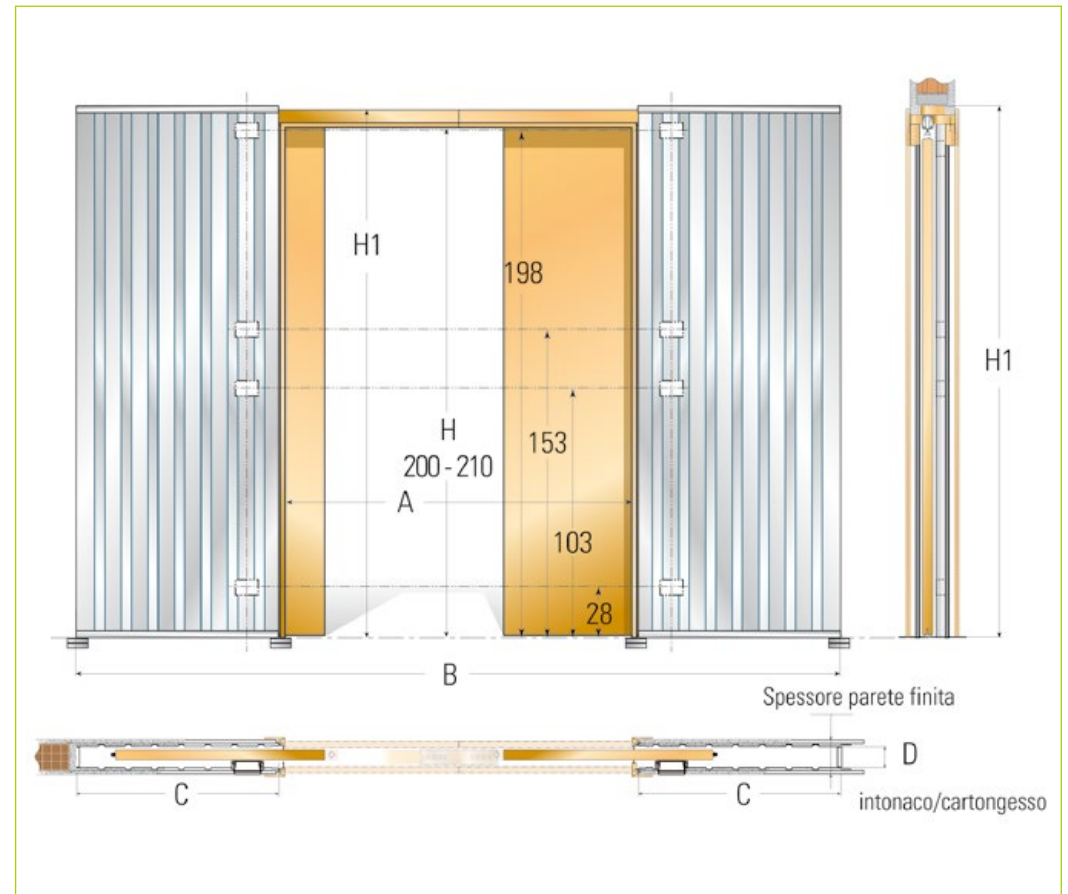 H1
198
H1
153
H
200 - 210
A
103
28
B
Spessore parete finita
D
C
C
intonaco/cartongesso